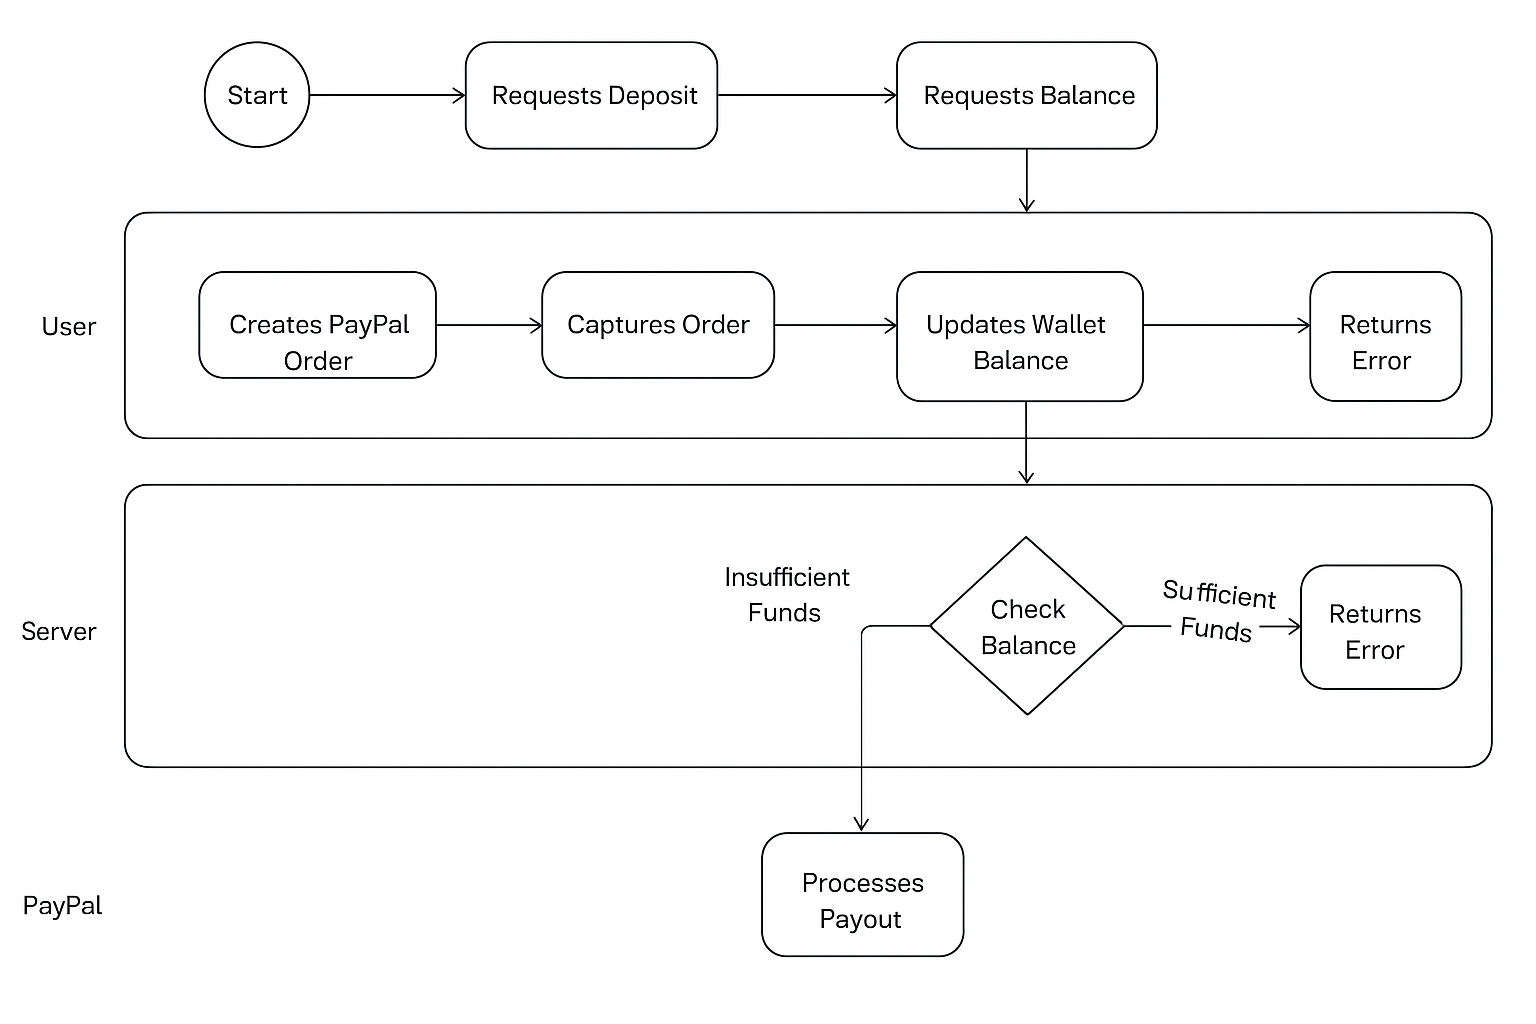 Start
Requests Deposit
Requests Balance
User
Creates PayPal
Order
Captures Order
Updates Wallet
Balance
Returns
Error
Server
Insufficient
Funds
Check
Balance
Sufficient
Funds
Returns
Error
PayPal
Processes
Payout